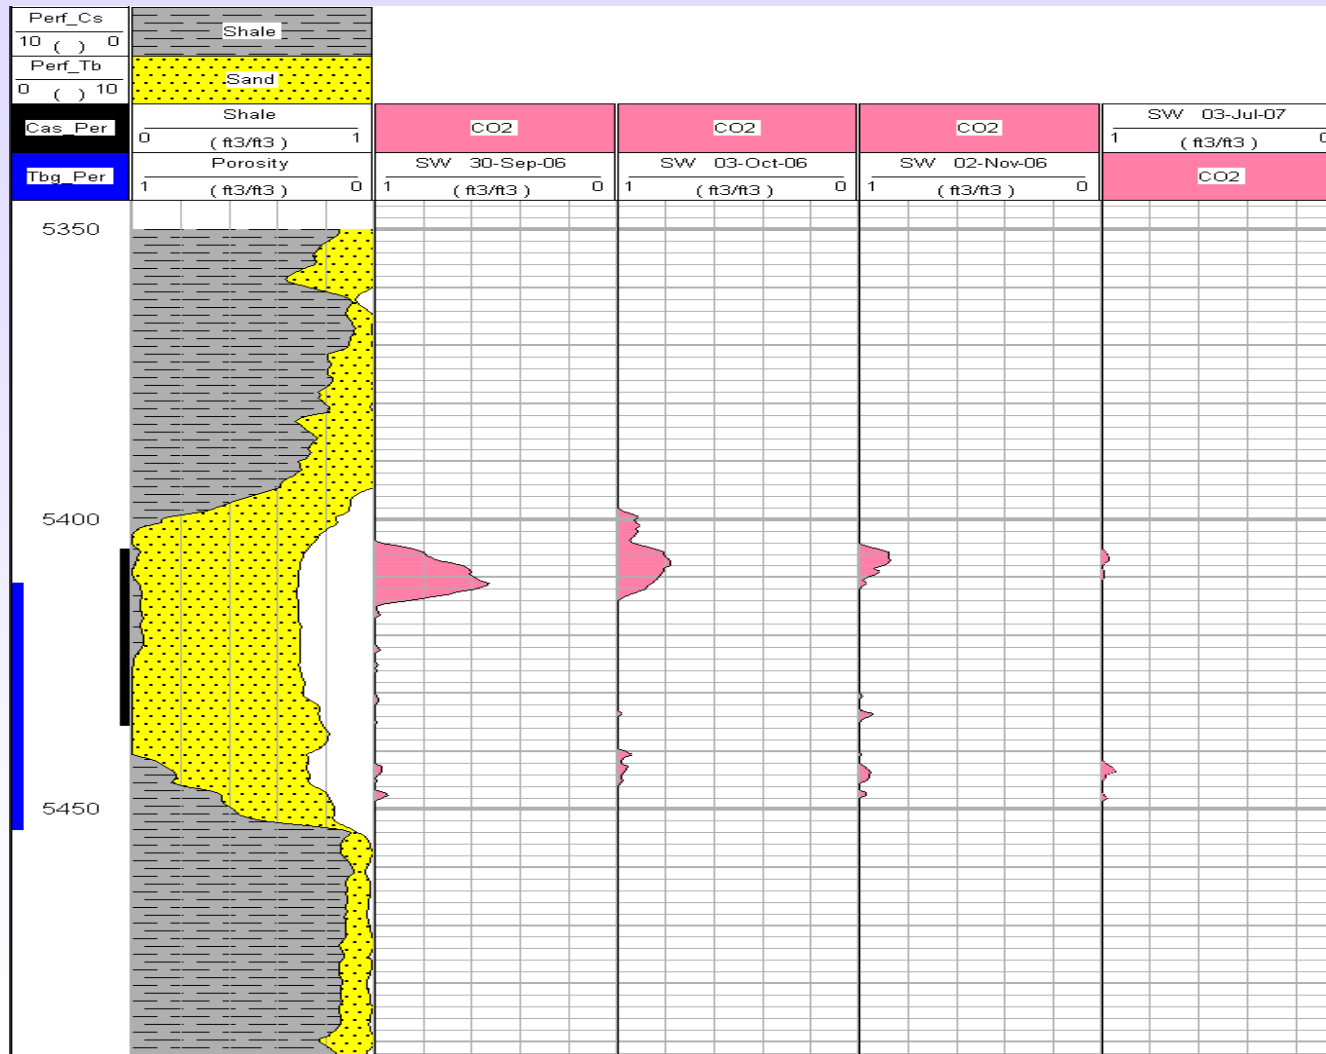 Perf_Cs
10 ( ) 0
Perf_Tb
0 ( ) 10
Cas_Per
Tbg_Per
Shale
Sand
Shale
0 (ft3/ft3) 1
Porosity
1 (ft3/ft3) 0
CO2
SW 30-Sep-06
1 (ft3/ft3) 0
CO2
SW 03-Oct-06
1 (ft3/ft3) 0
CO2
SW 02-Nov-06
1 (ft3/ft3) 0
SW 03-Jul-07
1 (ft3/ft3) 0
CO2
5350
5400
5450